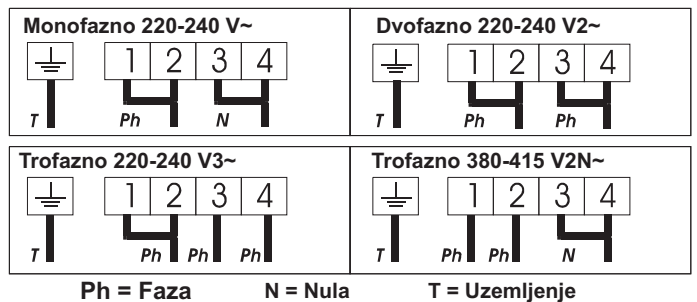 Monofazno 220-240 V~
1 2 3 4
T Ph N
Dvofazno 220-240 V2~
1 2 3 4
T Ph Ph
Trofazno 220-240 V3~
1 2 3 4
T Ph Ph Ph
Trofazno 380-415 V2N~
1 2 3 4
T Ph Ph N
Ph = Faza N = Nula T = Uzemljenje